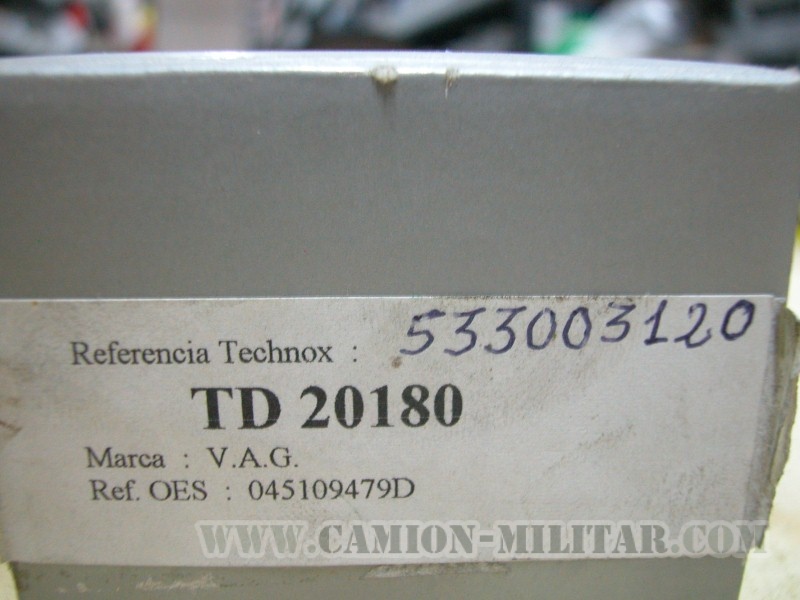 Referencia Technox : 533003120
TD 20180
Marca : V.A.G.
Ref. OES : 045109479D
WWW.CAMION-MILITAR.COM